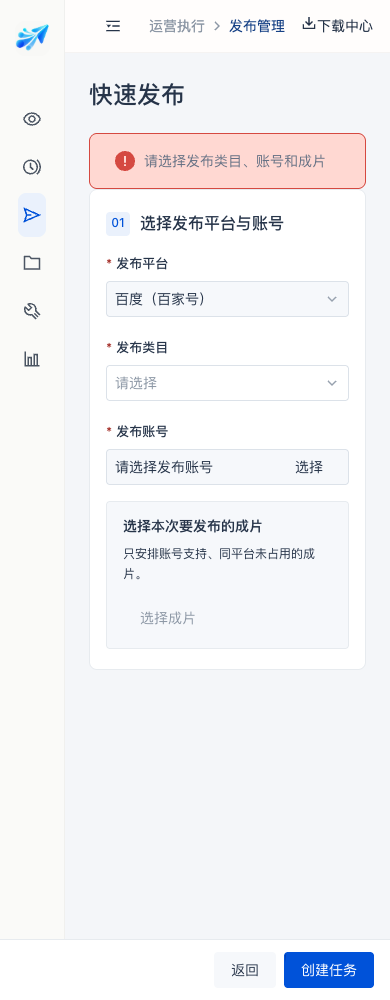 运营执行 > 发布管理 下载中心
快速发布
请选择发布类目、账号和成片
01 选择发布平台与账号
* 发布平台
百度（百家号）
* 发布类目
请选择
* 发布账号
请选择发布账号 选择
选择本次要发布的成片
只安排账号支持、同平台未占用的成
片。
选择成片
返回 创建任务